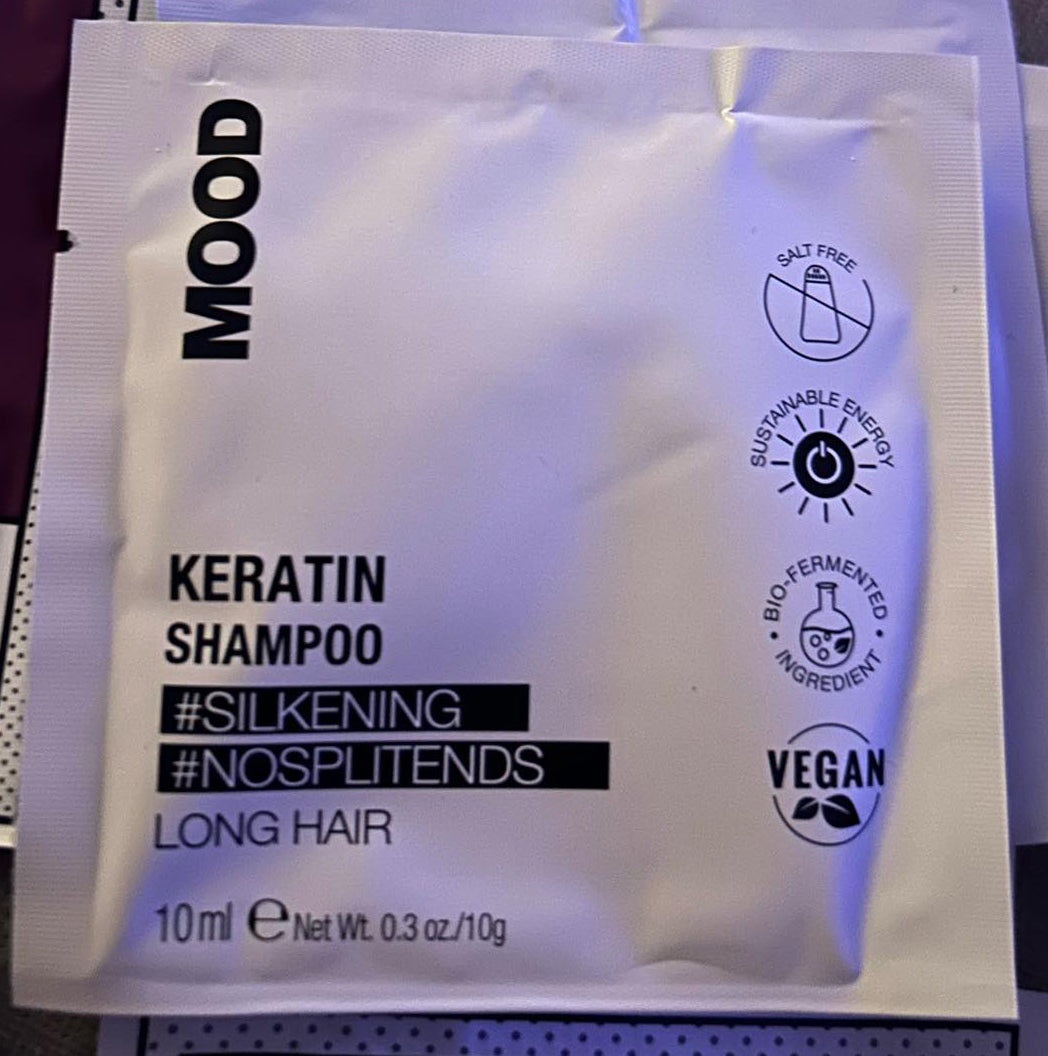 MOOD
SALT FREE
SUSTAINABLE ENERGY
BIO-FERMENTED
INGREDIENT
VEGAN
KERATIN
SHAMPOO
#SILKENING
#NOSPLITENDS
LONG HAIR
10ml e Net Wt. 0.3 oz./10g